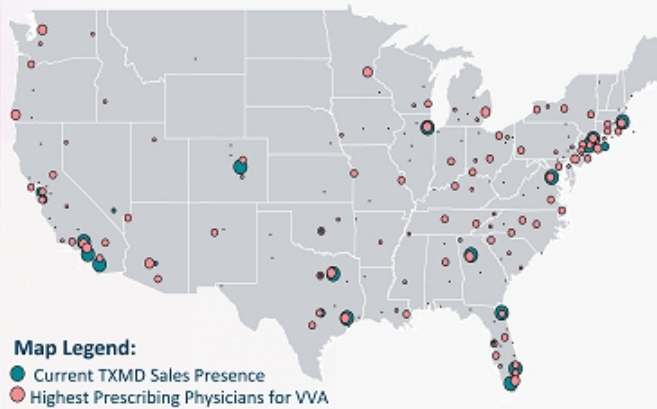 Map Legend:
Current TXMD Sales Presence
Highest Prescribing Physicians for VVA